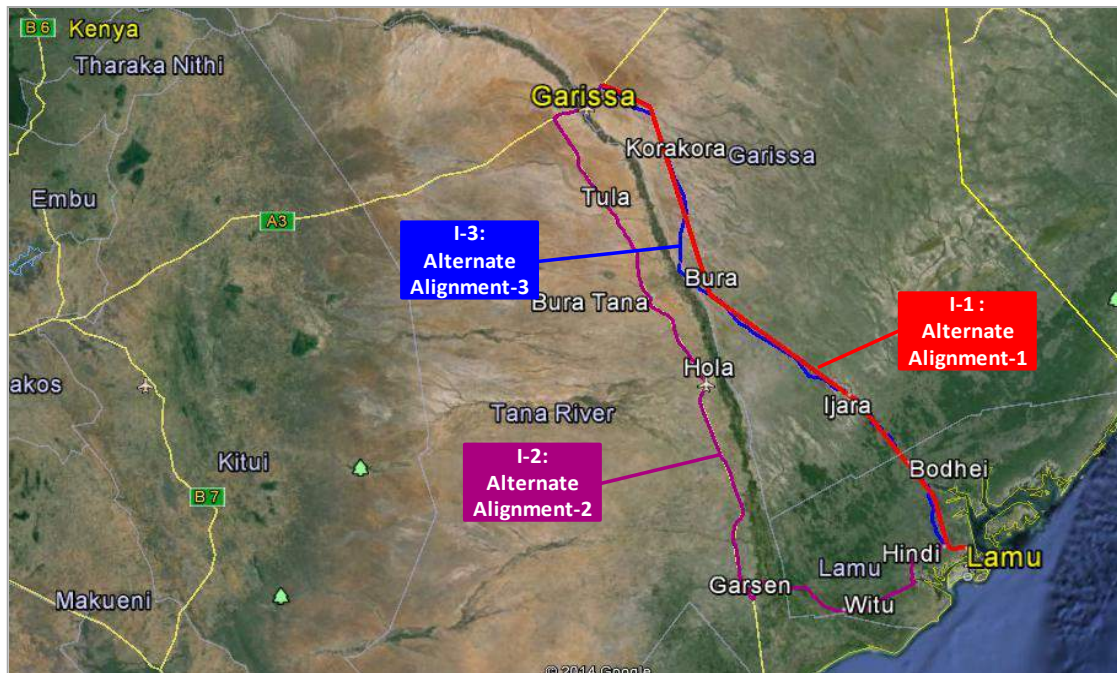 B 6
Kenya
Tharaka Nithi
Garissa
Korakora
Garissa
Embu
Tula
A3
I-3:
Alternate
Alignment-3
Bura
Bura Tana
I-1 :
Alternate
Alignment-1
Hola
akos
Ijara
Tana River
I-2:
Alternate
Alignment-2
Kitui
Bodhei
B 7
Hindi
Lamu
Lamu
Garsen
Witu
Makueni
© 2014 Google